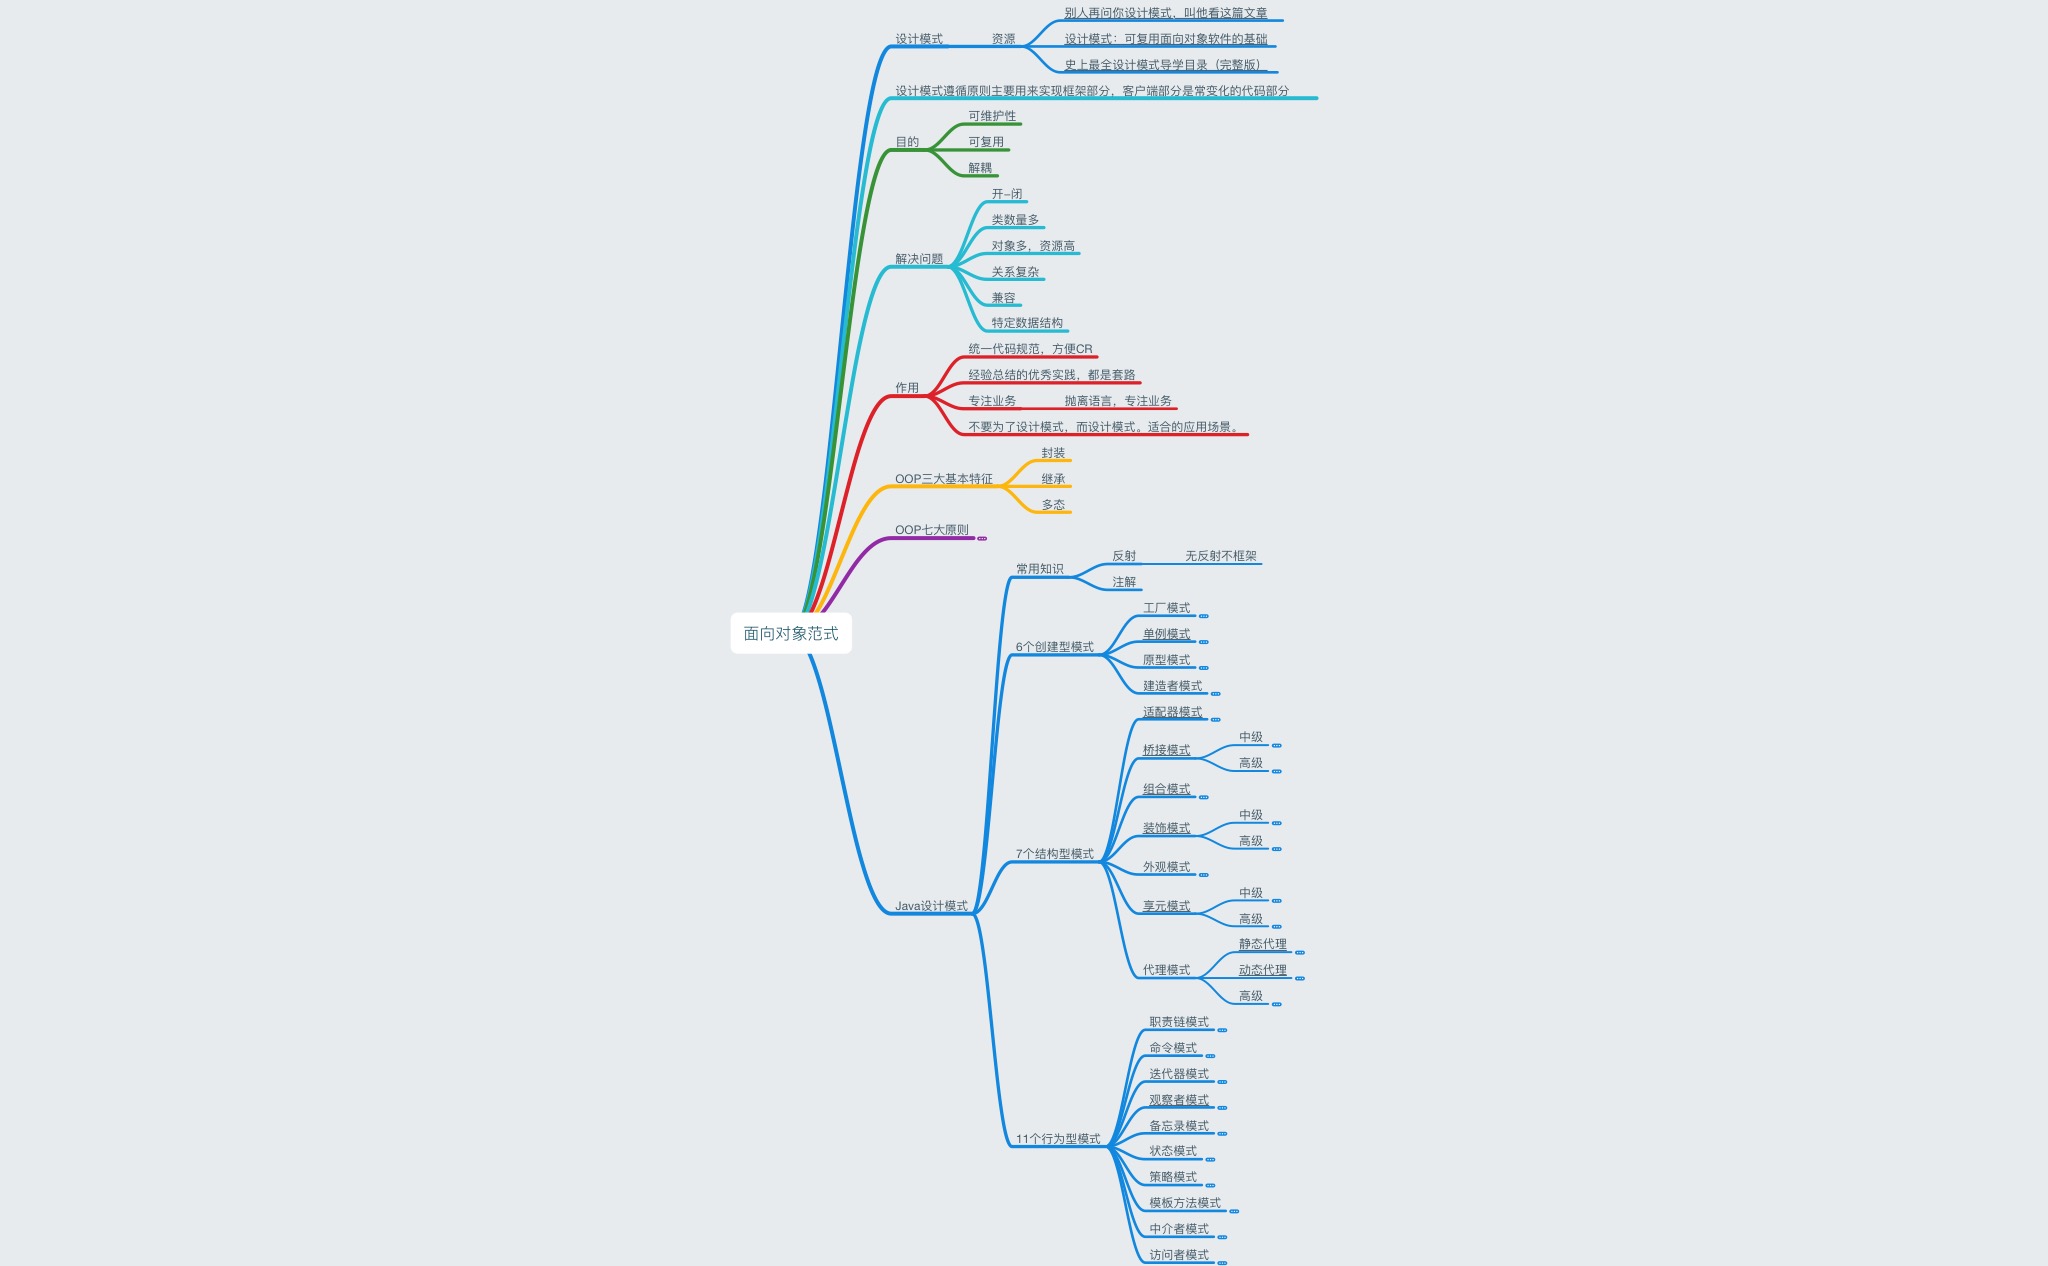 别人再问你设计模式，叫他看这篇文章
设计模式
资源
设计模式：可复用面向对象软件的基础
史上最全设计模式导学目录（完整版）
设计模式遵循原则主要用来实现框架部分，客户端部分是常变化的代码部分
可维护性
目的
可复用
解耦
开-闭
类数量多
对象多，资源高
解决问题
关系复杂
兼容
特定数据结构
统一代码规范，方便CR
经验总结的优秀实践，都是套路
作用
专注业务
抛离语言，专注业务
不要为了设计模式，而设计模式。适合的应用场景。
封装
OOP三大基本特征
继承
多态
OOP七大原则
反射
无反射不框架
常用知识
注解
工厂模式
单例模式
6个创建型模式
原型模式
建造者模式
面向对象范式
适配器模式
中级
桥接模式
高级
组合模式
中级
装饰模式
高级
7个结构型模式
外观模式
中级
享元模式
高级
Java设计模式
静态代理
代理模式
动态代理
高级
职责链模式
命令模式
迭代器模式
观察者模式
备忘录模式
11个行为型模式
状态模式
策略模式
模板方法模式
中介者模式
访问者模式